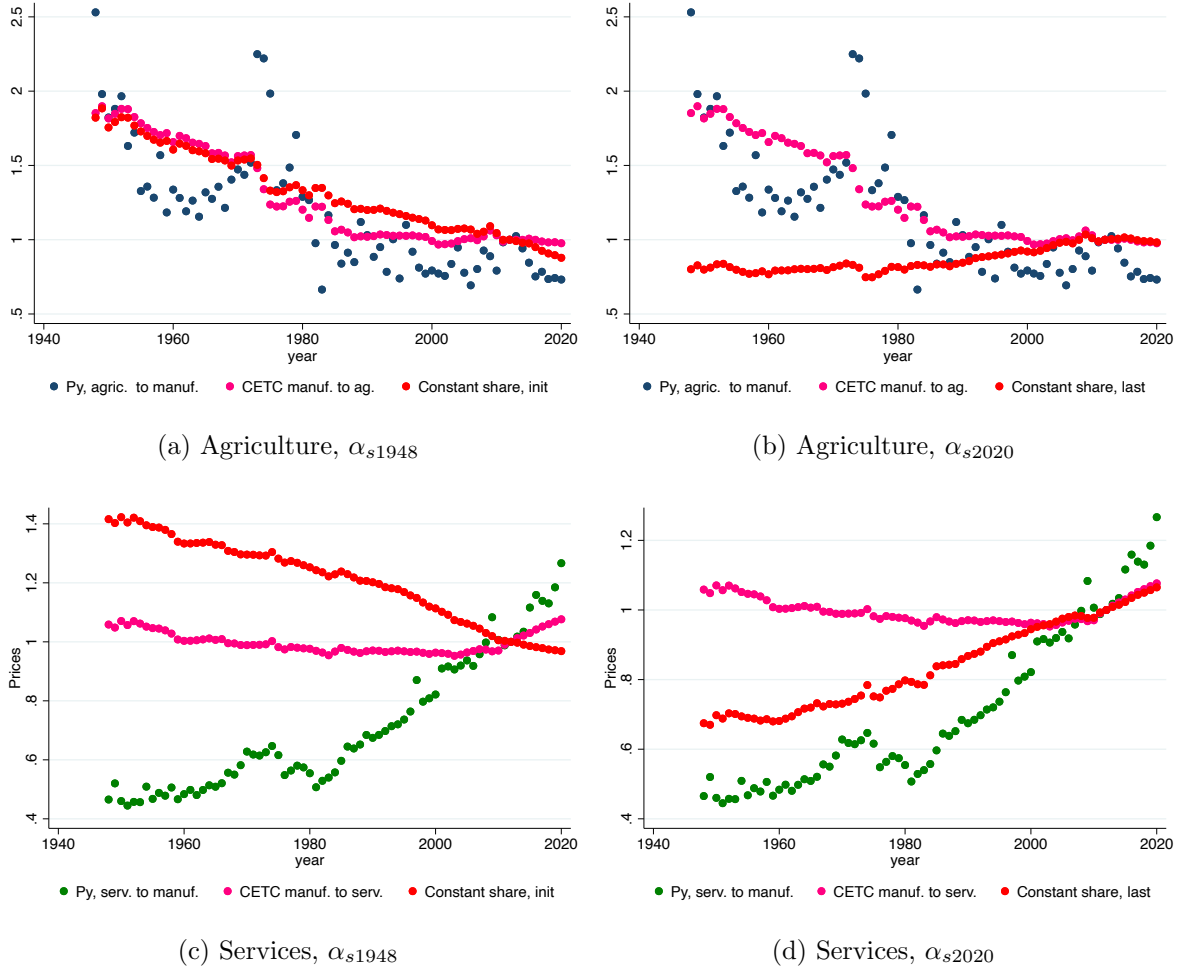 2.5
2
1.5
1
.5
1940 1960 1980 2000 2020
year
Py, agric. to manuf. CETC manuf. to ag. Constant share, init
(a) Agriculture, α_{s1948}
2.5
2
1.5
1
.5
1940 1960 1980 2000 2020
year
Py, agric. to manuf. CETC manuf. to ag. Constant share, last
(b) Agriculture, α_{s2020}
Prices
1.4
1.2
1
.8
.6
.4
1940 1960 1980 2000 2020
year
Py, serv. to manuf. CETC manuf. to serv. Constant share, init
(c) Services, α_{s1948}
Prices
1.2
1
.8
.6
.4
1940 1960 1980 2000 2020
year
Py, serv. to manuf. CETC manuf. to serv. Constant share, last
(d) Services, α_{s2020}